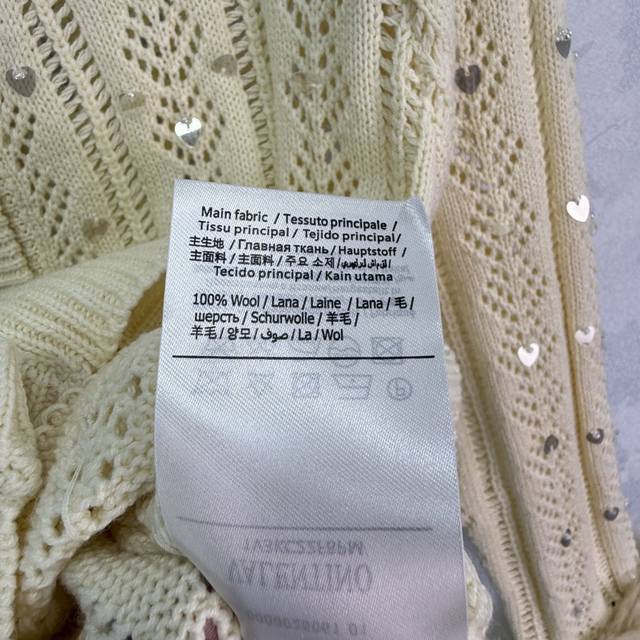 Main fabric / Tessuto principale /
Tissu principal / Tejido principal/
主生地 / Главная ткань / Hauptstoff /
主面料 / 主面料 / 주요 소재 /
Tecido principal / Kain utama
100% Wool / Lana / Laine / Lana / 毛 /
шерсть / Schurwolle / 羊毛 /
羊毛 / 양모 / صوف / La / Wol
1V3KC22F8PM
VALENTINO